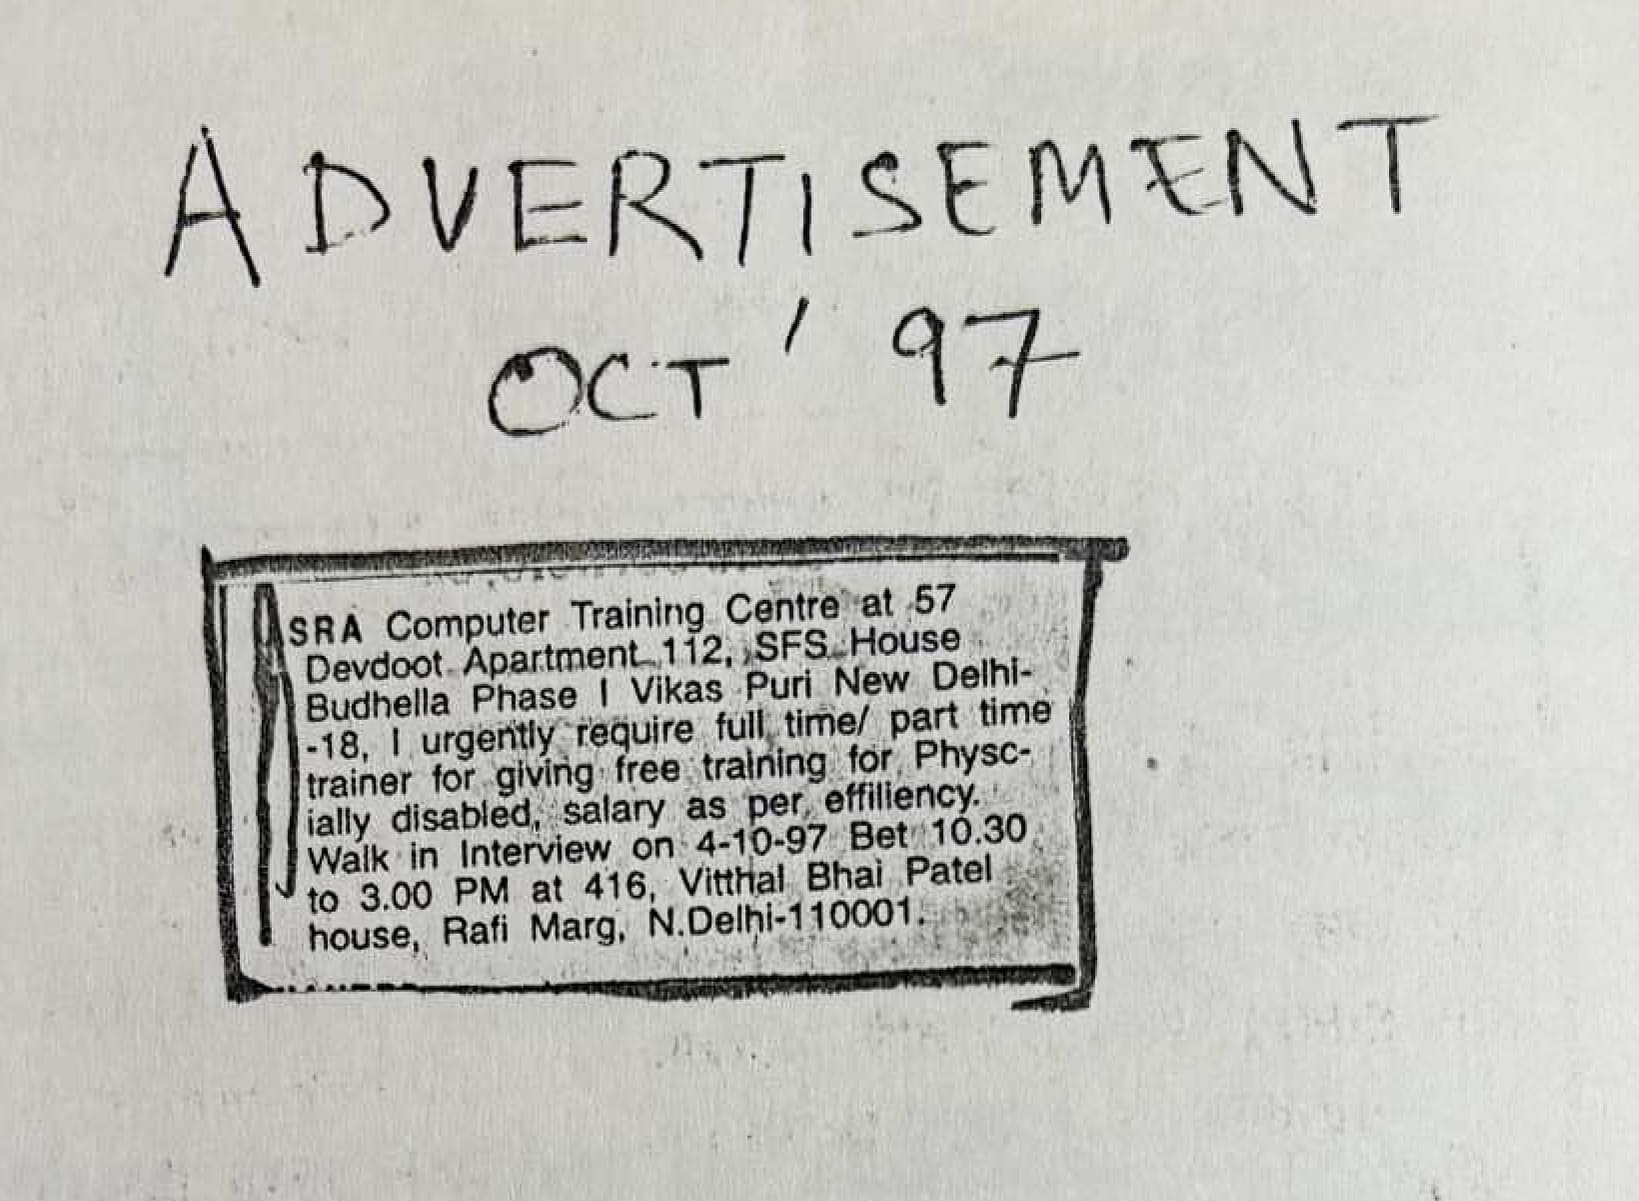 ADVERTISEMENT
OCT '97
ASRA Computer Training Centre at 57
Devdoot Apartment 112, SFS House
Budhella Phase I Vikas Puri New Delhi-
-18, I urgently require full time/ part time
trainer for giving free training for Physc-
ially disabled, salary as per effiliency.
Walk in Interview on 4-10-97 Bet 10.30
to 3.00 PM at 416, Vitthal Bhai Patel
house, Rafi Marg, N.Delhi-110001.